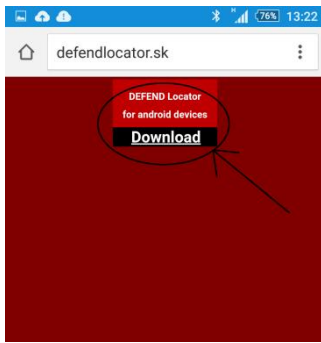 76% 13:22
defendlocator.sk
DEFEND Locator
for android devices
Download